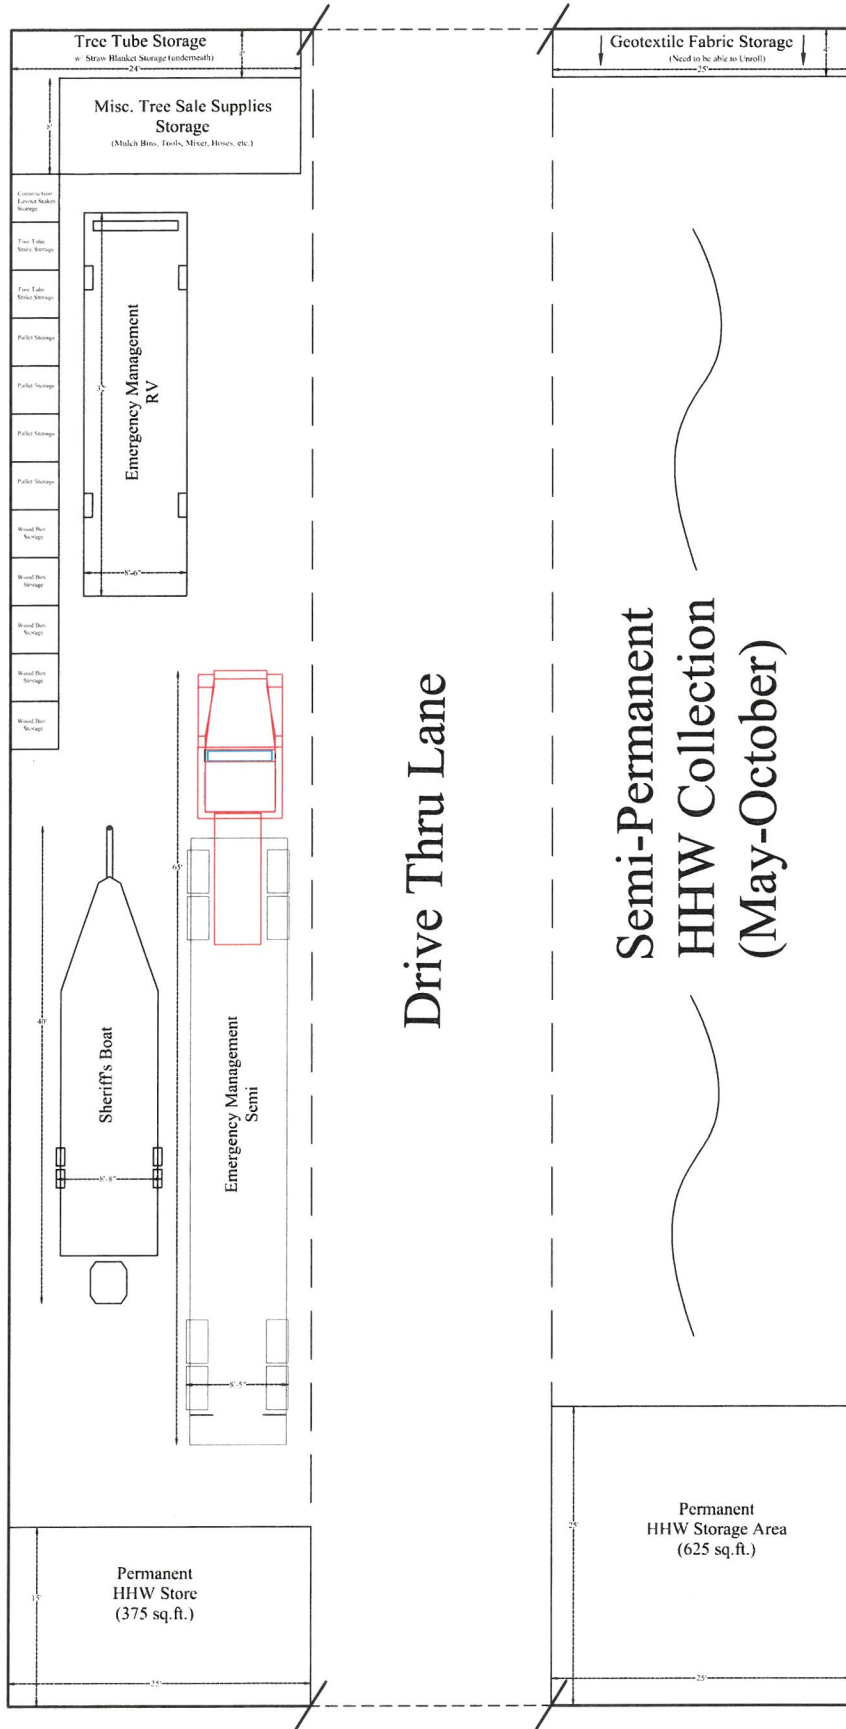 Tree Tube Storage
w/ Straw Blanket Storage (underneath)
24'
Misc. Tree Sale Supplies
Storage
(Mulch Bins, Tools, Mixer, Hoses, etc.)
8'
Construction
Layout Stakes
Storage
Tree Tube
Stake Storage
Tree Tube
Stake Storage
Pallet Storage
Pallet Storage
Pallet Storage
Pallet Storage
Wood Box
Storage
Wood Box
Storage
Wood Box
Storage
Wood Box
Storage
Wood Box
Storage
Emergency Management
RV
32'
8'-6"
Sheriff's Boat
40'
8'-8"
Emergency Management
Semi
65'
8'-5"
Permanent
HHW Store
(375 sq.ft.)
15'
25'
Drive Thru Lane
Geotextile Fabric Storage
(Need to be able to Unroll)
25'
Semi-Permanent
HHW Collection
(May-October)
Permanent
HHW Storage Area
(625 sq.ft.)
25'
25'